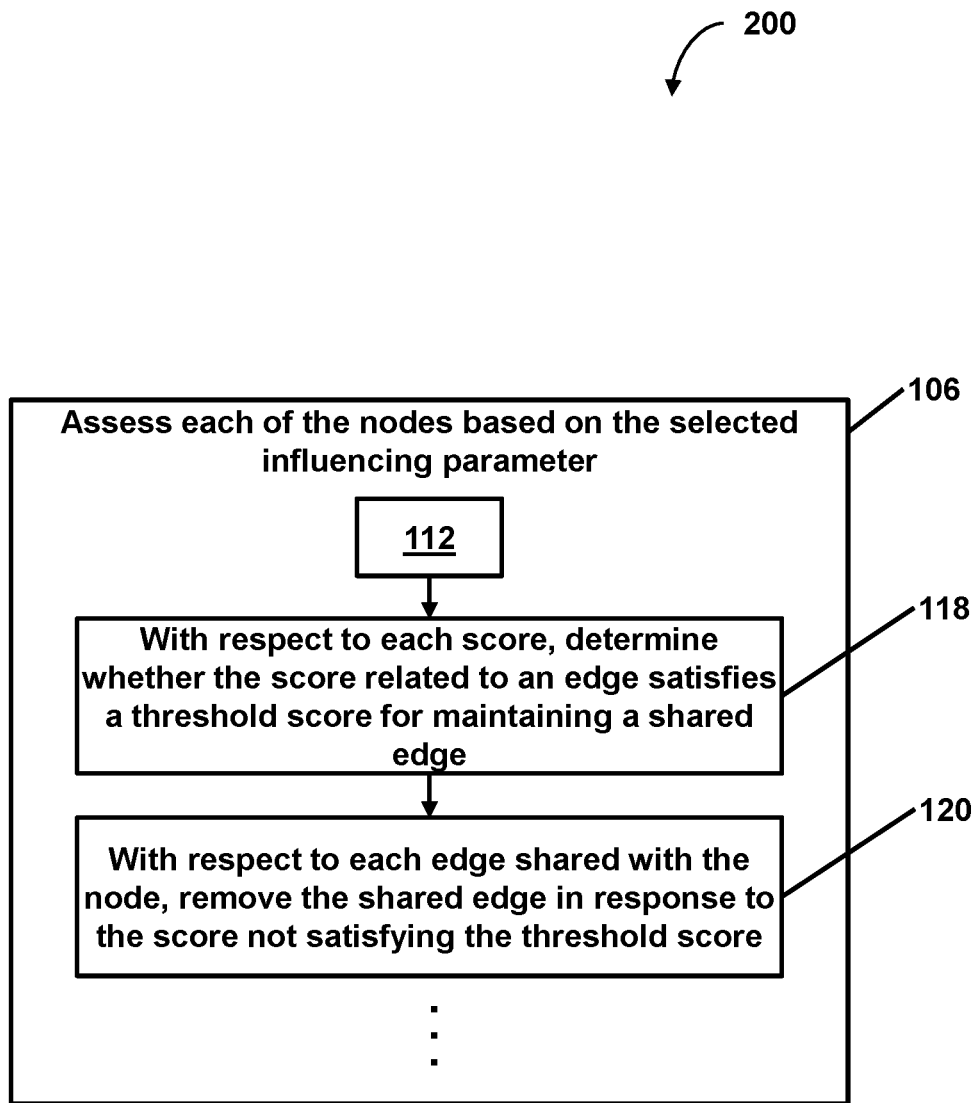 200
106
Assess each of the nodes based on the selected
influencing parameter
112
118
With respect to each score, determine
whether the score related to an edge satisfies
a threshold score for maintaining a shared
edge
120
With respect to each edge shared with the
node, remove the shared edge in response to
the score not satisfying the threshold score